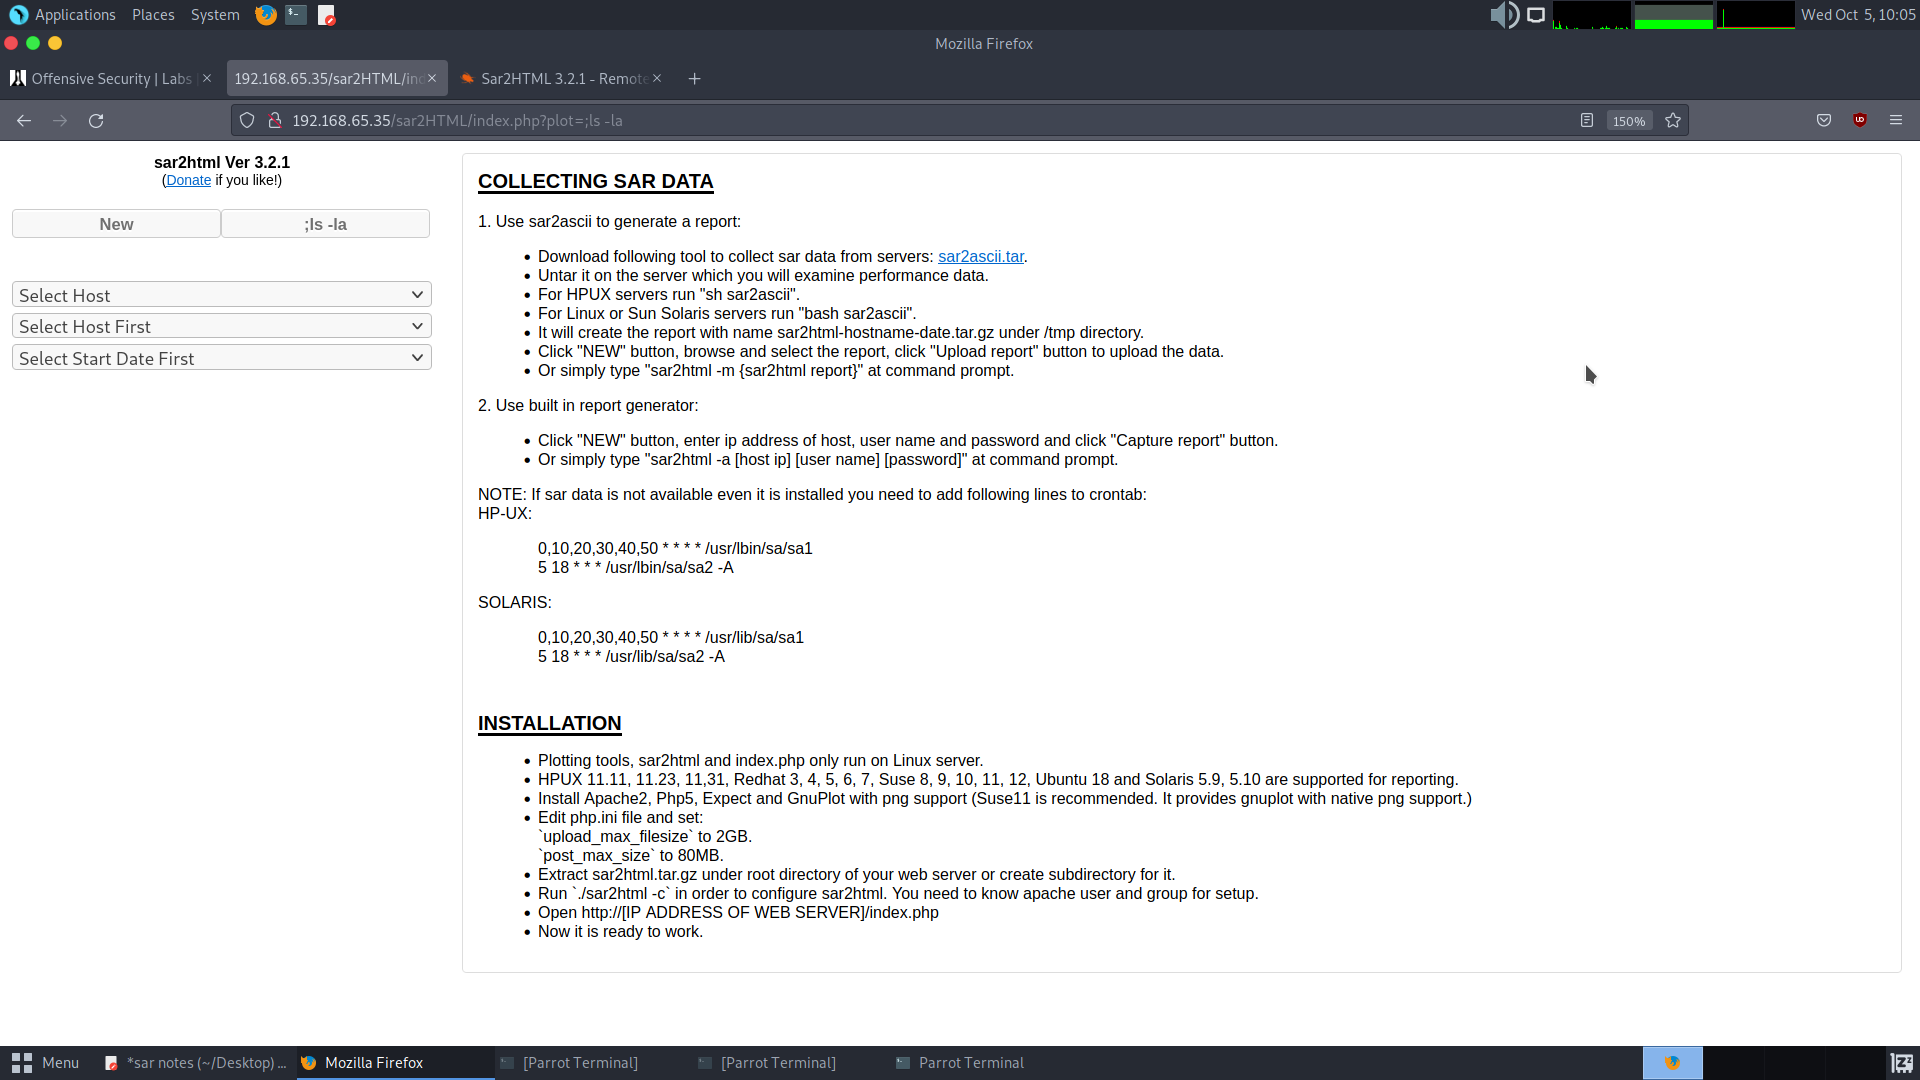 Applications Places System
Wed Oct 5, 10:05
Mozilla Firefox
Offensive Security | Labs
192.168.65.35/sar2HTML/ind
Sar2HTML 3.2.1 - Remote
192.168.65.35/sar2HTML/index.php?plot=;ls -la
150%
sar2html Ver 3.2.1
(Donate if you like!)
New
;ls -la
Select Host
Select Host First
Select Start Date First
COLLECTING SAR DATA
1. Use sar2ascii to generate a report:
• Download following tool to collect sar data from servers: sar2ascii.tar.
• Untar it on the server which you will examine performance data.
• For HPUX servers run "sh sar2ascii".
• For Linux or Sun Solaris servers run "bash sar2ascii".
• It will create the report with name sar2html-hostname-date.tar.gz under /tmp directory.
• Click "NEW" button, browse and select the report, click "Upload report" button to upload the data.
• Or simply type "sar2html -m {sar2html report}" at command prompt.
2. Use built in report generator:
• Click "NEW" button, enter ip address of host, user name and password and click "Capture report" button.
• Or simply type "sar2html -a [host ip] [user name] [password]" at command prompt.
NOTE: If sar data is not available even it is installed you need to add following lines to crontab:
HP-UX:
0,10,20,30,40,50 * * * * /usr/lbin/sa/sa1
5 18 * * * /usr/lbin/sa/sa2 -A
SOLARIS:
0,10,20,30,40,50 * * * * /usr/lib/sa/sa1
5 18 * * * /usr/lib/sa/sa2 -A
INSTALLATION
• Plotting tools, sar2html and index.php only run on Linux server.
• HPUX 11.11, 11.23, 11,31, Redhat 3, 4, 5, 6, 7, Suse 8, 9, 10, 11, 12, Ubuntu 18 and Solaris 5.9, 5.10 are supported for reporting.
• Install Apache2, Php5, Expect and GnuPlot with png support (Suse11 is recommended. It provides gnuplot with native png support.)
• Edit php.ini file and set:
`upload_max_filesize` to 2GB.
`post_max_size` to 80MB.
• Extract sar2html.tar.gz under root directory of your web server or create subdirectory for it.
• Run `./sar2html -c` in order to configure sar2html. You need to know apache user and group for setup.
• Open http://[IP ADDRESS OF WEB SERVER]/index.php
• Now it is ready to work.
Menu
*sar notes (~/Desktop) ...
Mozilla Firefox
[Parrot Terminal]
[Parrot Terminal]
Parrot Terminal